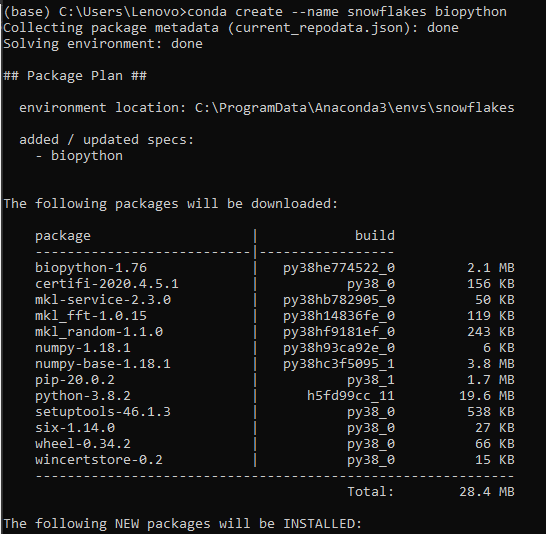 (base) C:\Users\Lenovo>conda create --name snowflakes biopython
Collecting package metadata (current_repodata.json): done
Solving environment: done
## Package Plan ##
environment location: C:\ProgramData\Anaconda3\envs\snowflakes
added / updated specs:
- biopython
The following packages will be downloaded:
package | build
---------------------------|-----------------
biopython-1.76 | py38he774522_0 2.1 MB
certifi-2020.4.5.1 | py38_0 156 KB
mkl-service-2.3.0 | py38hb782905_0 50 KB
mkl_fft-1.0.15 | py38h14836fe_0 119 KB
mkl_random-1.1.0 | py38hf9181ef_0 243 KB
numpy-1.18.1 | py38h93ca92e_0 6 KB
numpy-base-1.18.1 | py38hc3f5095_1 3.8 MB
pip-20.0.2 | py38_1 1.7 MB
python-3.8.2 | h5fd99cc_11 19.6 MB
setuptools-46.1.3 | py38_0 538 KB
six-1.14.0 | py38_0 27 KB
wheel-0.34.2 | py38_0 66 KB
wincertstore-0.2 | py38_0 15 KB
------------------------------------------------------------
Total: 28.4 MB
The following NEW packages will be INSTALLED: